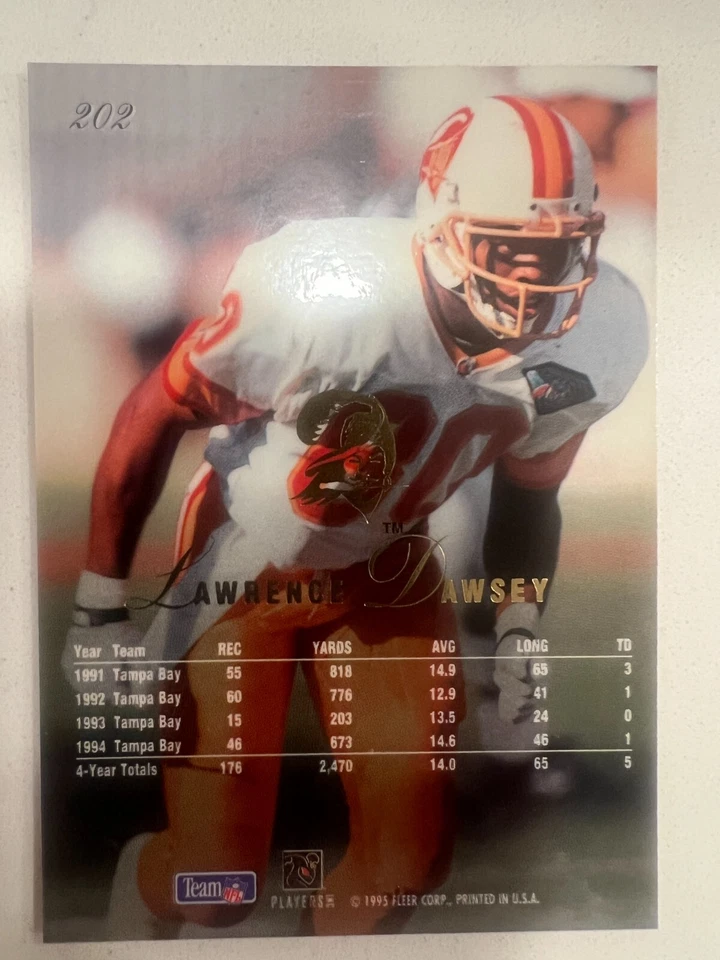 202
80
TM
LAWRENCE DAWSEY
Year Team REC YARDS AVG LONG TD
1991 Tampa Bay 55 818 14.9 65 3
1992 Tampa Bay 60 776 12.9 41 1
1993 Tampa Bay 15 203 13.5 24 0
1994 Tampa Bay 46 673 14.6 46 1
4-Year Totals 176 2,470 14.0 65 5
Team NFL
PLAYERS
© 1995 FLEER CORP., PRINTED IN U.S.A.